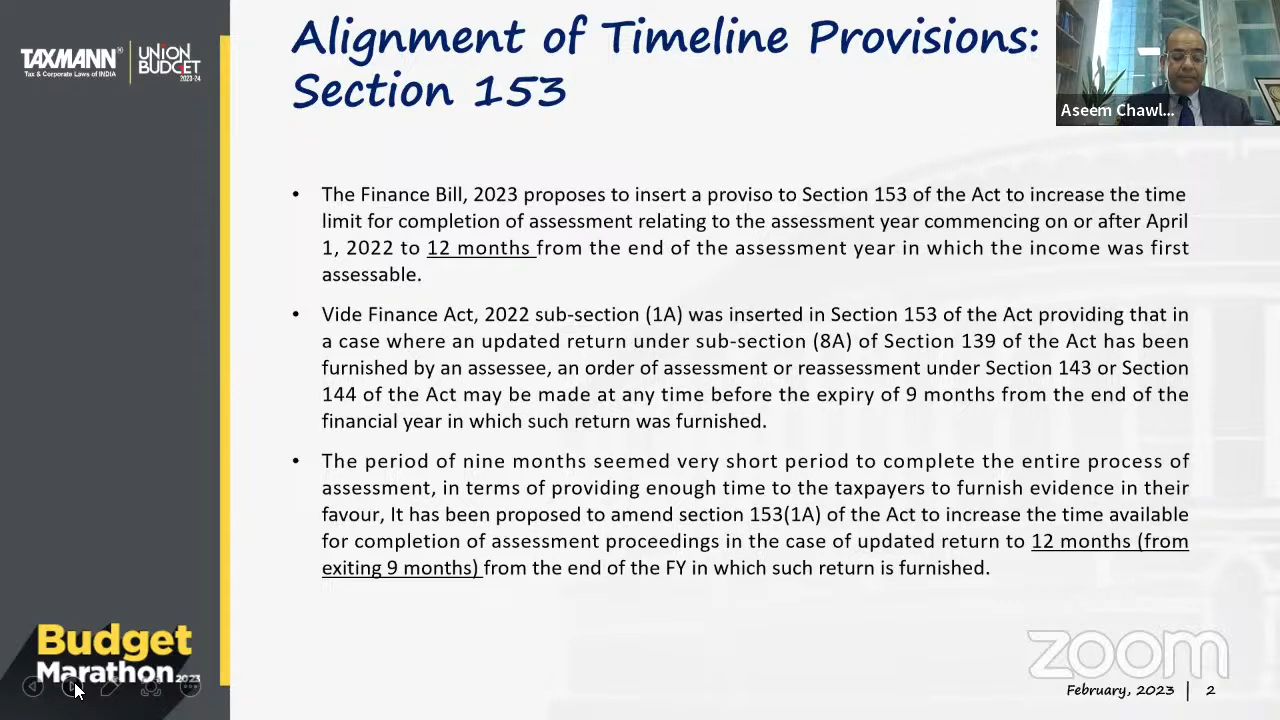 TAXMANN®
Tax & Corporate Laws of INDIA
UNION
BUDGET
2023-24
Alignment of Timeline Provisions:
Section 153
Aseem Chawl...
• The Finance Bill, 2023 proposes to insert a proviso to Section 153 of the Act to increase the time
limit for completion of assessment relating to the assessment year commencing on or after April
1, 2022 to 12 months from the end of the assessment year in which the income was first
assessable.
• Vide Finance Act, 2022 sub-section (1A) was inserted in Section 153 of the Act providing that in
a case where an updated return under sub-section (8A) of Section 139 of the Act has been
furnished by an assessee, an order of assessment or reassessment under Section 143 or Section
144 of the Act may be made at any time before the expiry of 9 months from the end of the
financial year in which such return was furnished.
• The period of nine months seemed very short period to complete the entire process of
assessment, in terms of providing enough time to the taxpayers to furnish evidence in their
favour, It has been proposed to amend section 153(1A) of the Act to increase the time available
for completion of assessment proceedings in the case of updated return to 12 months (from
exiting 9 months) from the end of the FY in which such return is furnished.
Budget
Marathon 2023
zoom
February, 2023 | 2